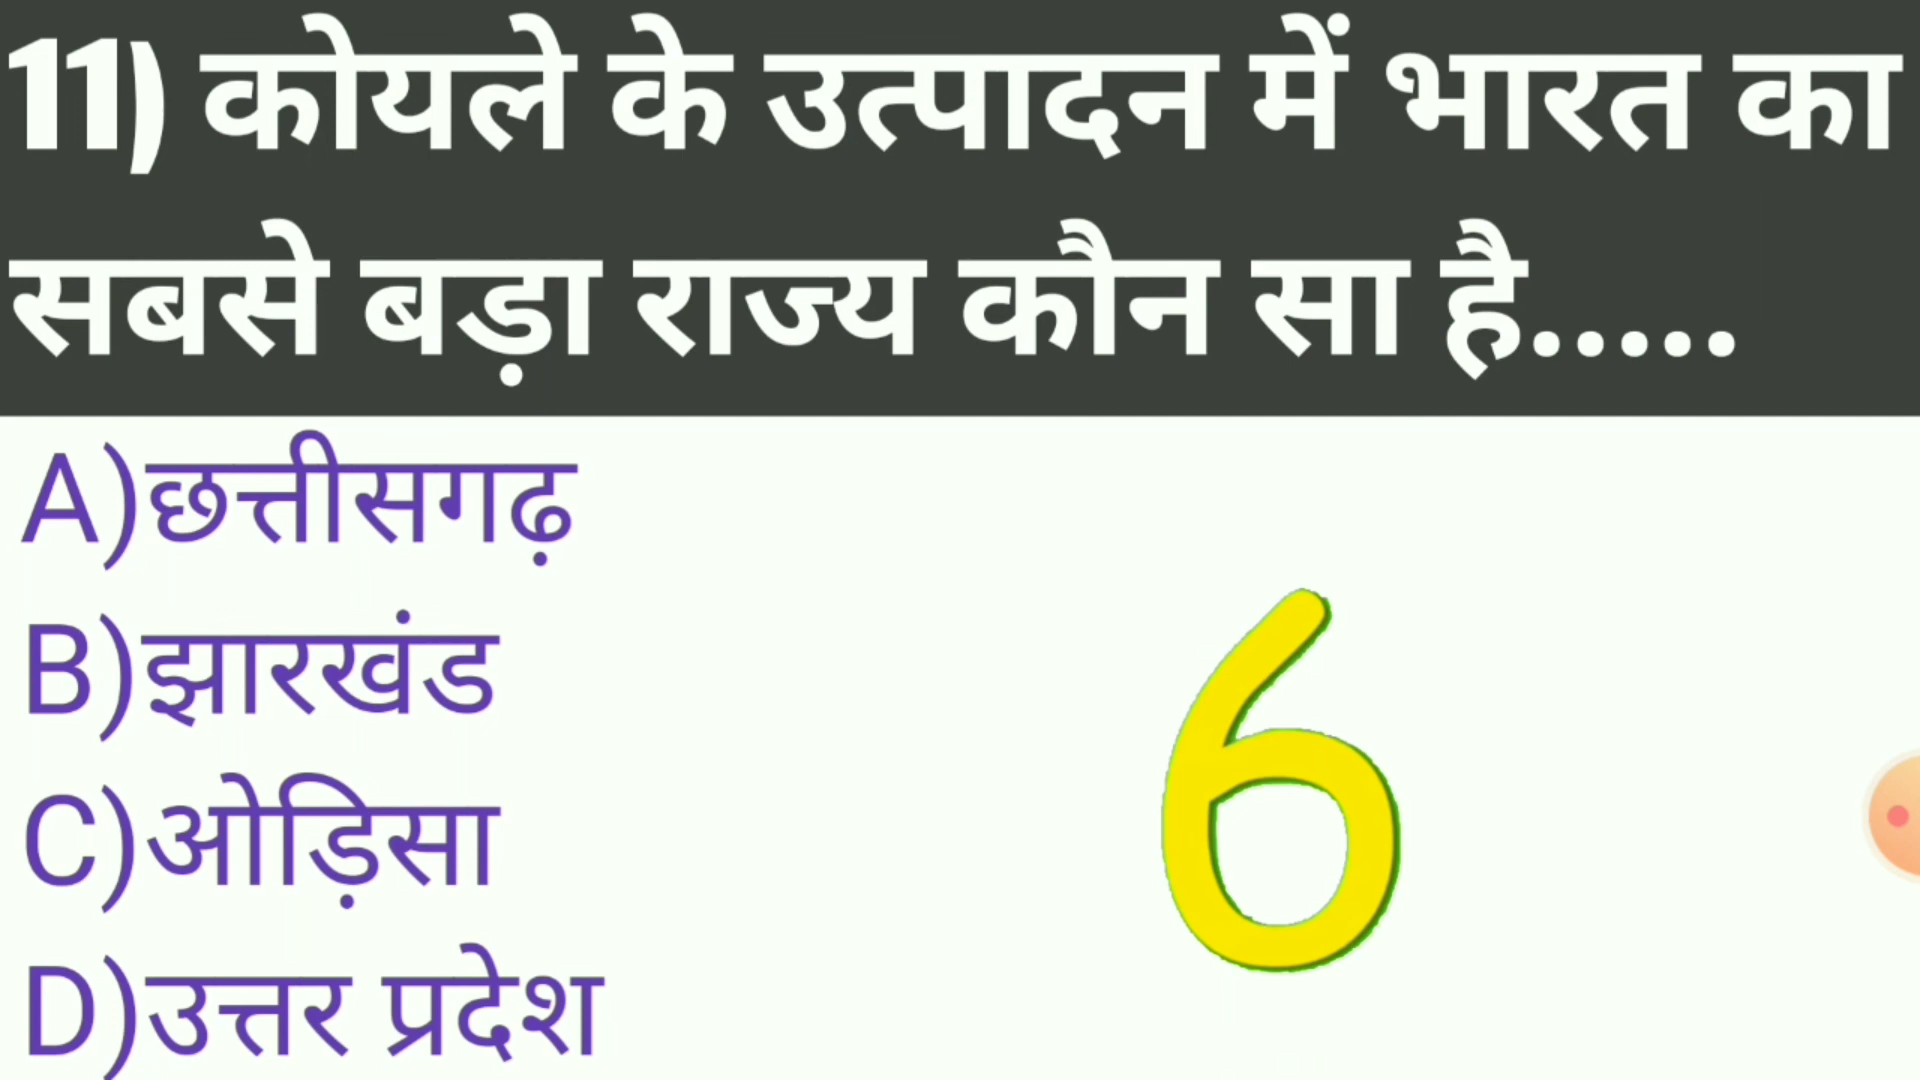 11) कोयले के उत्पादन में भारत का
सबसे बड़ा राज्य कौन सा है.....
A)छत्तीसगढ़
B)झारखंड
C)ओड़िसा
D)उत्तर प्रदेश
6